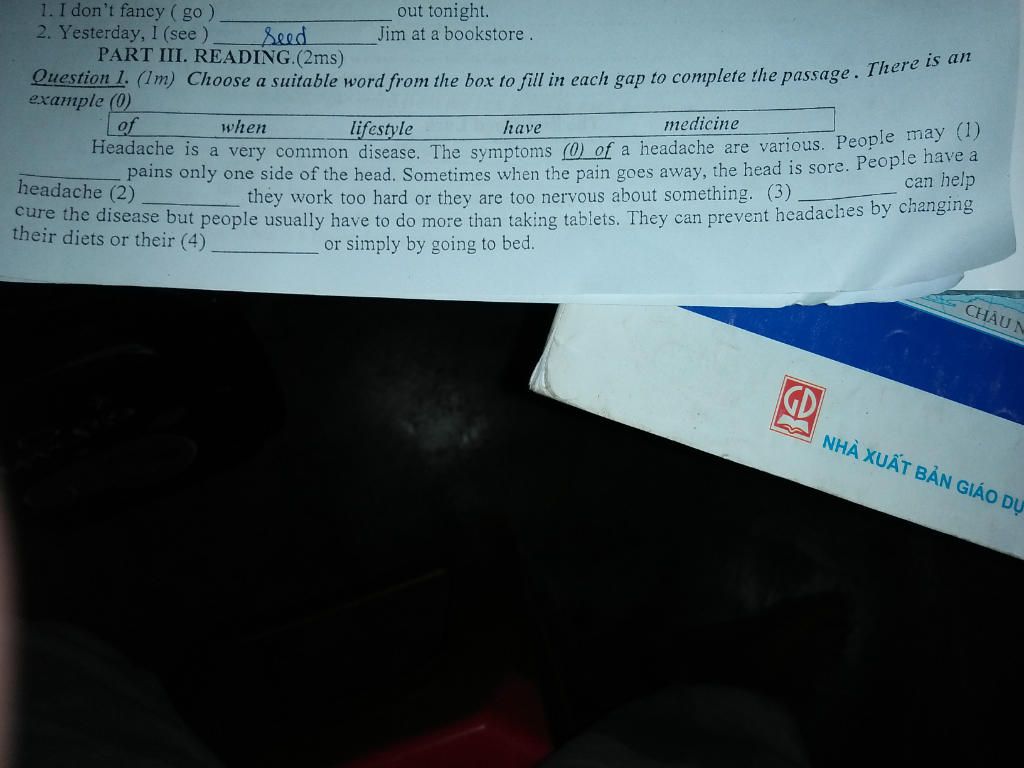 1. I don't fancy ( go ) ____________ out tonight.
2. Yesterday, I (see ) ____seed____ Jim at a bookstore .
PART III. READING.(2ms)
Question 1. (1m) Choose a suitable word from the box to fill in each gap to complete the passage . There is an
example (0)
of when lifestyle have medicine
Headache is a very common disease. The symptoms (0) of a headache are various. People may (1)
__________ pains only one side of the head. Sometimes when the pain goes away, the head is sore. People have a
headache (2) __________ they work too hard or they are too nervous about something. (3) __________ can help
cure the disease but people usually have to do more than taking tablets. They can prevent headaches by changing
their diets or their (4) __________ or simply by going to bed.
CHÂU N
GD
NHÀ XUẤT BẢN GIÁO DỤ